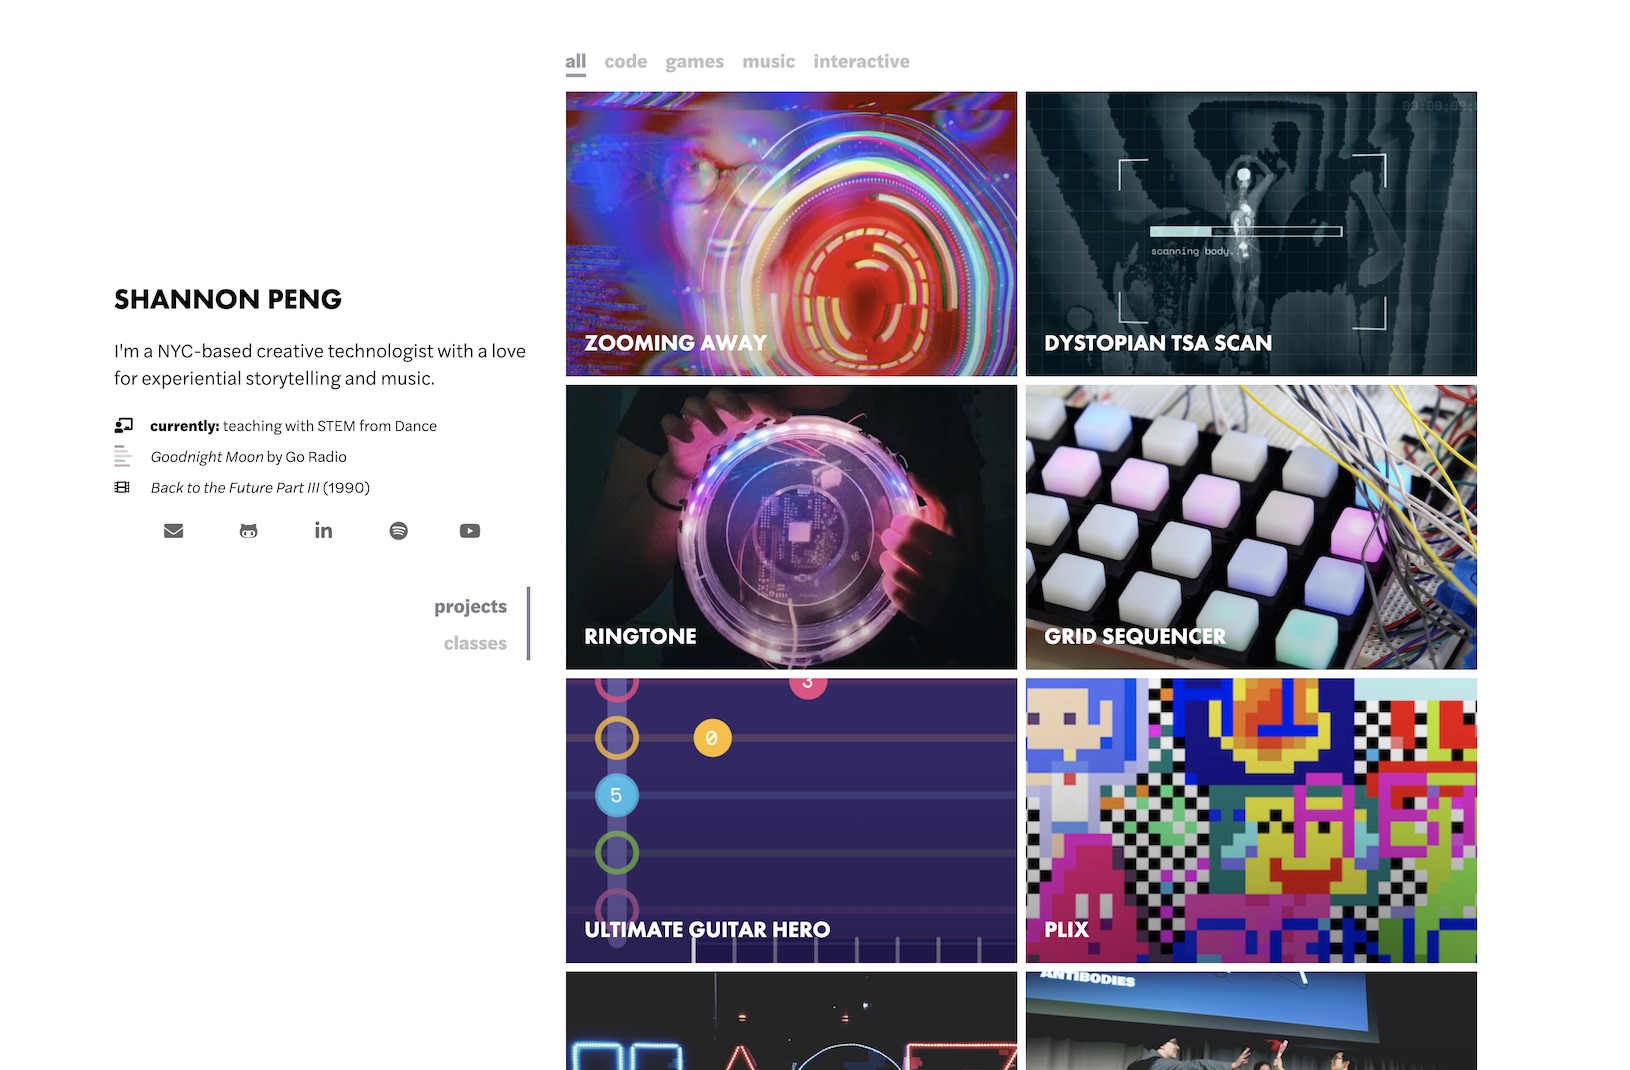 all code games music interactive
SHANNON PENG
I'm a NYC-based creative technologist with a love
for experiential storytelling and music.
currently: teaching with STEM from Dance
Goodnight Moon by Go Radio
Back to the Future Part III (1990)
in
projects
classes
ZOOMING AWAY
scanning body.
DYSTOPIAN TSA SCAN
RINGTONE
GRID SEQUENCER
3
0
5
ULTIMATE GUITAR HERO
PLIX
ANTIBODIES